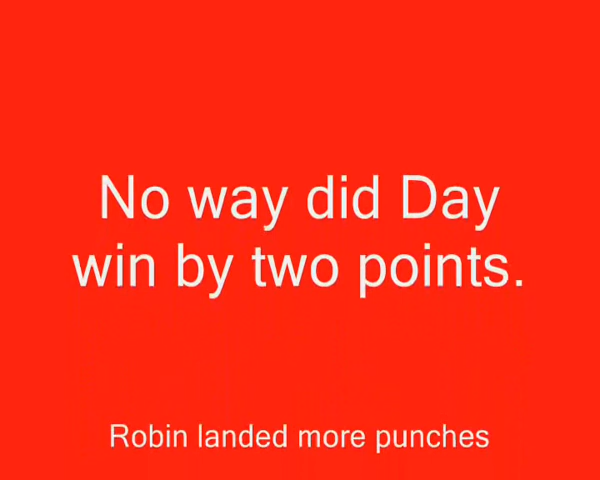 No way did Day
win by two points.
Robin landed more punches